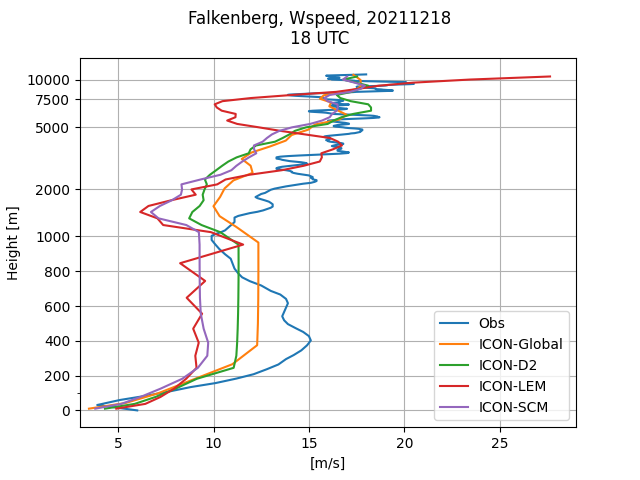 Falkenberg, Wspeed, 20211218
18 UTC
10000
7500
5000
2000
1000
800
600
400
200
0
Height [m]
Obs
ICON-Global
ICON-D2
ICON-LEM
ICON-SCM
5 10 15 20 25
[m/s]